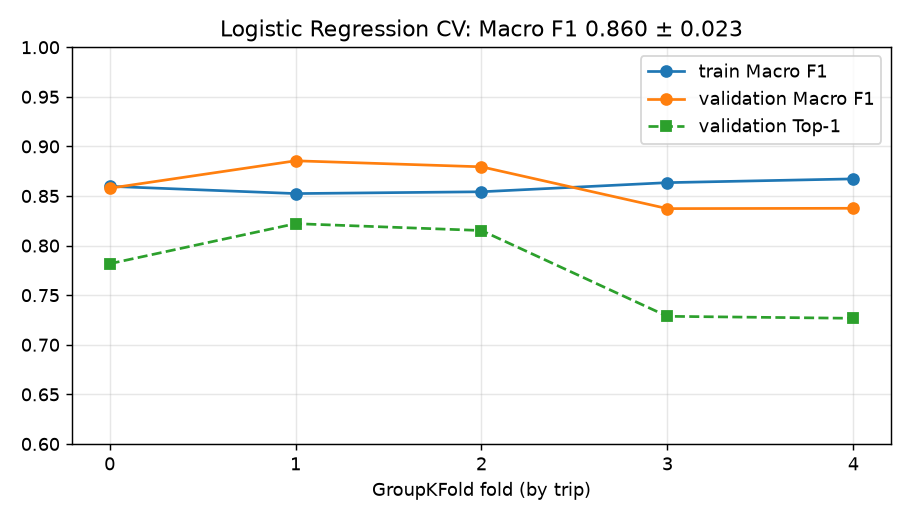 Logistic Regression CV: Macro F1 0.860 ± 0.023
1.00
0.95
0.90
0.85
0.80
0.75
0.70
0.65
0.60
train Macro F1
validation Macro F1
validation Top-1
0 1 2 3 4
GroupKFold fold (by trip)